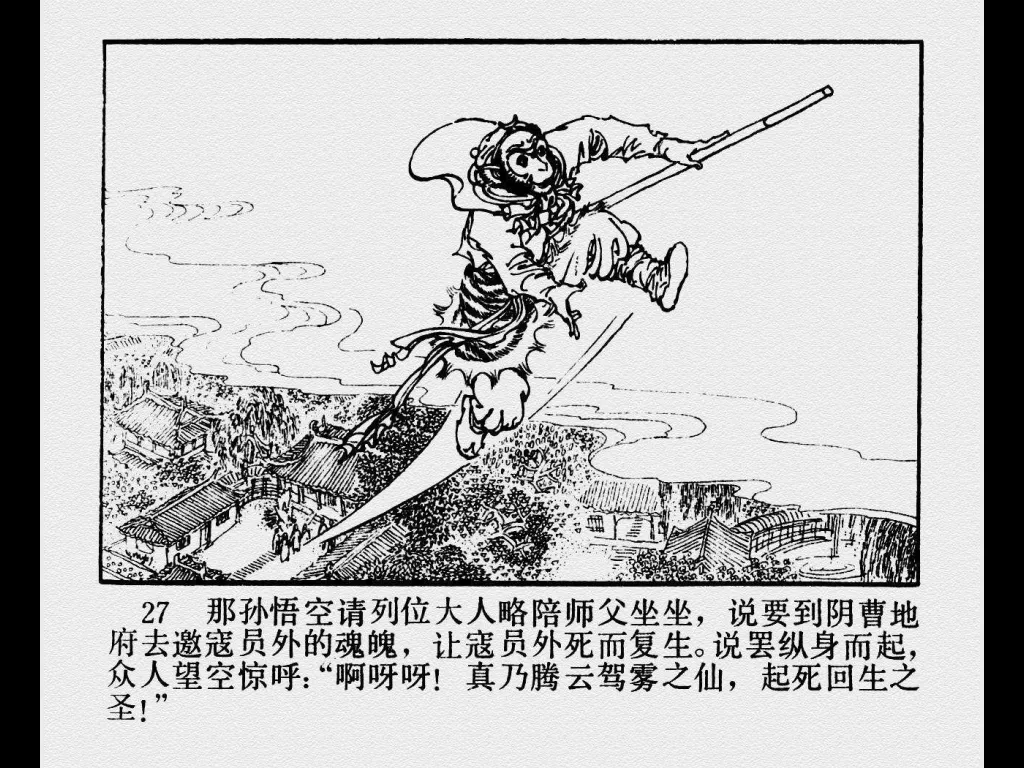 27 那孙悟空请列位大人略陪师父坐坐，说要到阴曹地
府去邀寇员外的魂魄，让寇员外死而复生。说罢纵身而起，
众人望空惊呼：“啊呀呀！真乃腾云驾雾之仙，起死回生之
圣！”